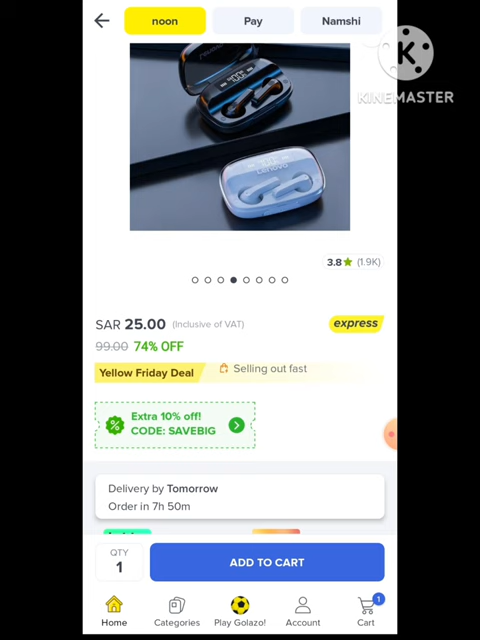 noon
Pay
Namshi
K
KINEMASTER
Lenovo
3.8 (1.9K)
SAR 25.00 (Inclusive of VAT)
express
99.00 74% OFF
Yellow Friday Deal
Selling out fast
Extra 10% off!
CODE: SAVEBIG
Delivery by Tomorrow
Order in 7h 50m
QTY
1
ADD TO CART
1
Home
Categories
Play Golazo!
Account
Cart